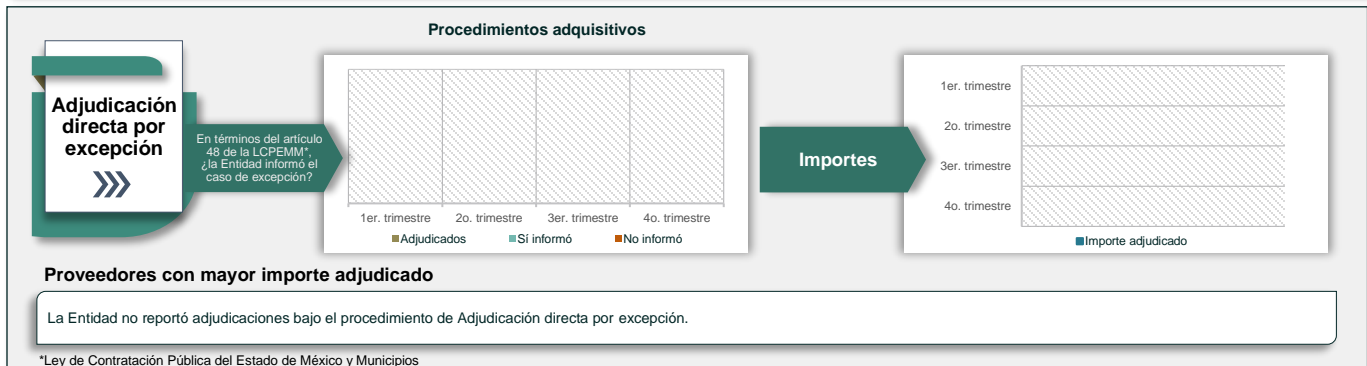 Procedimientos adquisitivos
Adjudicación
directa por
excepción
En términos del artículo
48 de la LCPEMM*,
¿la Entidad informó el
caso de excepción?
1er. trimestre 2o. trimestre 3er. trimestre 4o. trimestre
Adjudicados Sí informó No informó
Importes
1er. trimestre
2o. trimestre
3er. trimestre
4o. trimestre
Importe adjudicado
Proveedores con mayor importe adjudicado
La Entidad no reportó adjudicaciones bajo el procedimiento de Adjudicación directa por excepción.
*Ley de Contratación Pública del Estado de México y Municipios